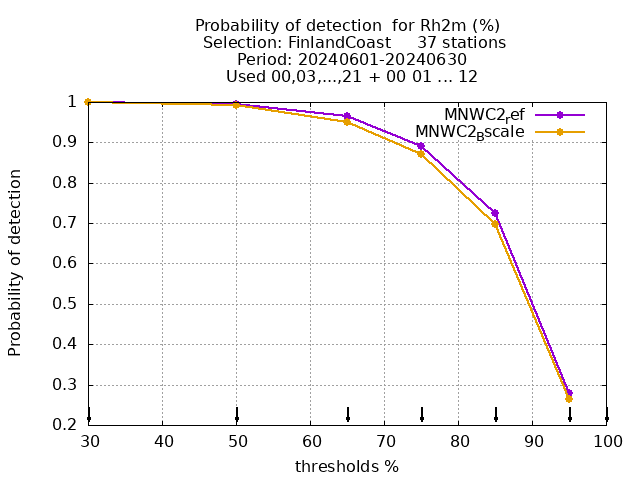 Probability of detection  for Rh2m (%)
Selection: FinlandCoast     37 stations
Period: 20240601-20240630
Used 00,03,...,21 + 00 01 ... 12
MNWC2ref
MNWC2Bscale
1
0.9
0.8
0.7
0.6
0.5
0.4
0.3
0.2
Probability of detection
30 40 50 60 70 80 90 100
thresholds %